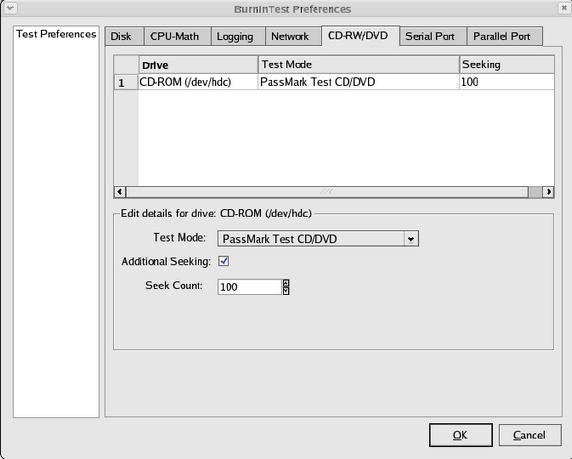 BurnInTest Preferences
Test Preferences
Disk CPU-Math Logging Network CD-RW/DVD Serial Port Parallel Port
Drive Test Mode Seeking
1 CD-ROM (/dev/hdc) PassMark Test CD/DVD 100
Edit details for drive: CD-ROM (/dev/hdc)
Test Mode: PassMark Test CD/DVD
Additional Seeking:
Seek Count: 100
OK Cancel